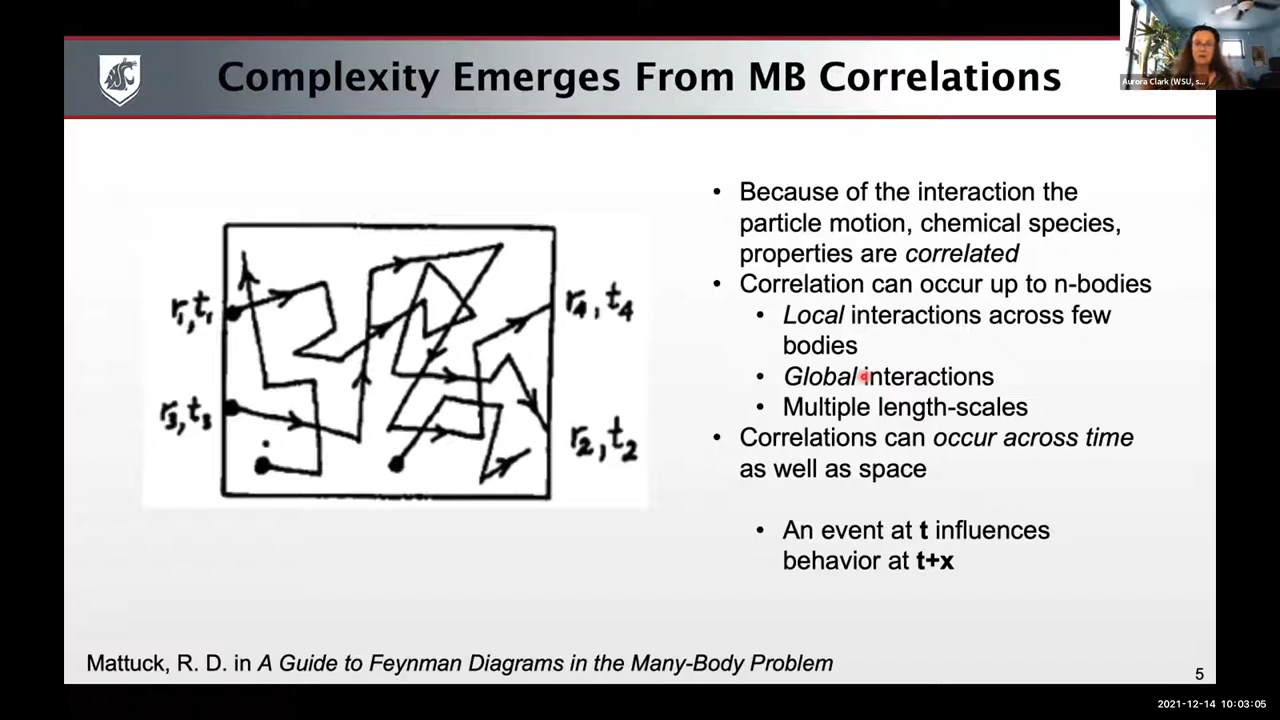 Complexity Emerges From MB Correlations
Aurora Clark (WSU, s...
• Because of the interaction the
particle motion, chemical species,
properties are correlated
• Correlation can occur up to n-bodies
• Local interactions across few
bodies
• Global interactions
• Multiple length-scales
• Correlations can occur across time
as well as space
• An event at t influences
behavior at t+x
r₁, t₁
r₃, t₃
r₄, t₄
r₂, t₂
Mattuck, R. D. in A Guide to Feynman Diagrams in the Many-Body Problem
5
2021-12-14 10:03:05